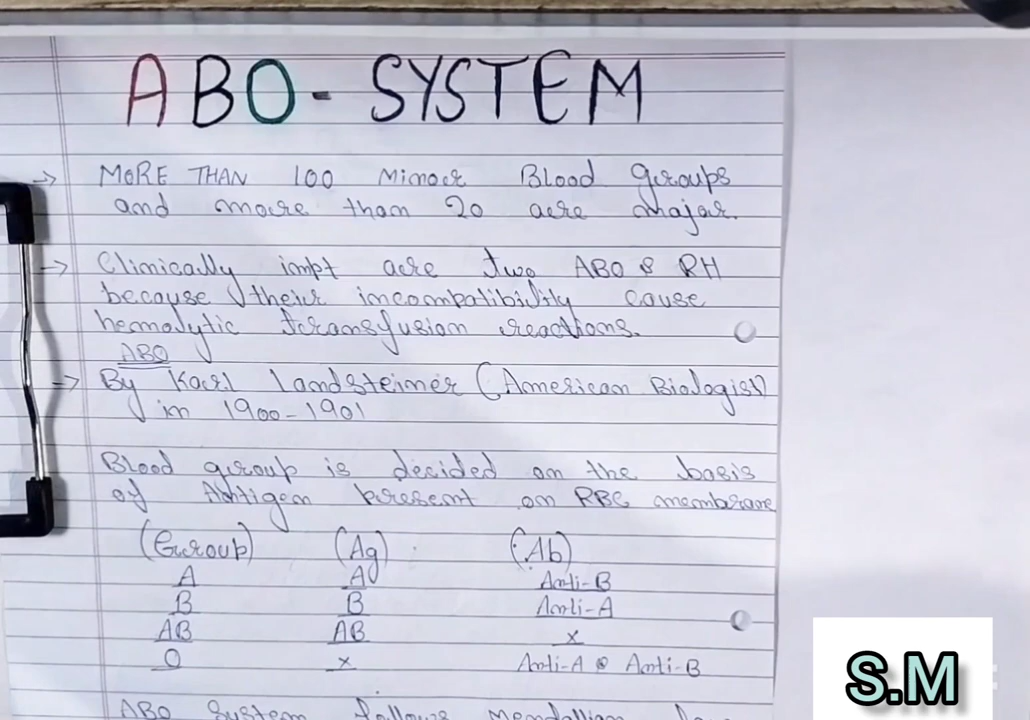 ABO - SYSTEM
→ MORE THAN 100 Minor Blood groups
and more than 20 are major.
→ Clinically impt are two ABO & RH
because their incompatibility cause
hemolytic transfusion reactions.
ABO
→ By Karl Landsteiner (American Biologist)
in 1900-1901
Blood group is decided on the basis
of Antigen present on RBC membrane
(Group) (Ag) (Ab)
A A Anti-B
B B Anti-A
AB AB x
O x Anti-A & Anti-B
ABO System follows Mendallian
S.M